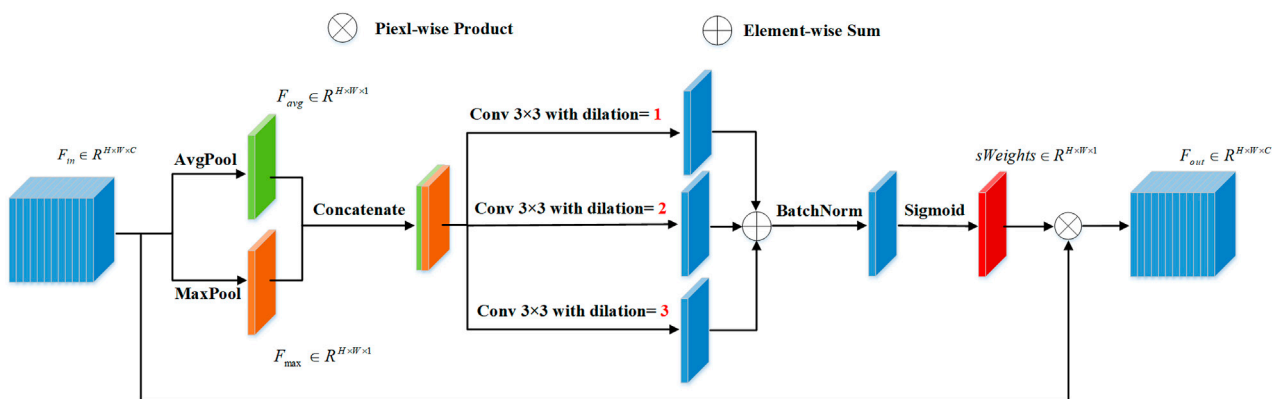 Piexl-wise Product
Element-wise Sum
F_avg ∈ R^{H×W×1}
Conv 3×3 with dilation= 1
F_in ∈ R^{H×W×C}
AvgPool
sWeights ∈ R^{H×W×1}
F_out ∈ R^{H×W×C}
Concatenate
Conv 3×3 with dilation= 2
BatchNorm
Sigmoid
MaxPool
Conv 3×3 with dilation= 3
F_max ∈ R^{H×W×1}